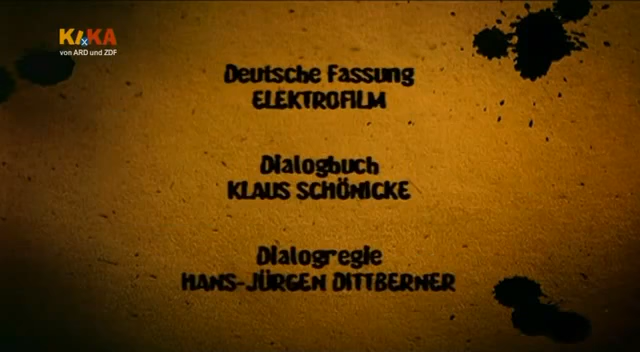 KiKA
von ARD und ZDF
Deutsche Fassung
ELEKTROFILM
Dialogbuch
KLAUS SCHÖNICKE
Dialogregie
HANS-JÜRGEN DITTBERNER